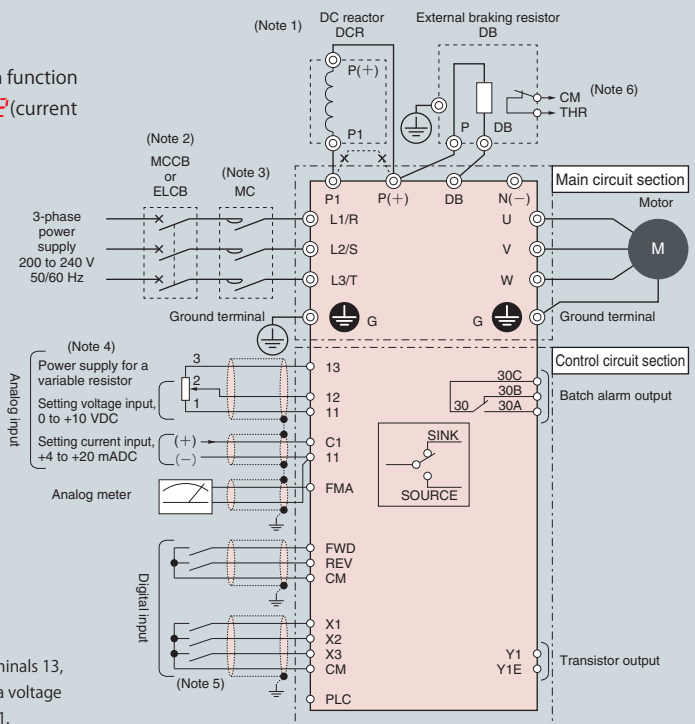 (Note 1)
DC reactor
DCR
External braking resistor
DB
function
(current
P(+)
P1
P
DB
CM
THR
(Note 6)
(Note 2)
MCCB
or
ELCB
(Note 3)
MC
Main circuit section
P1
P(+)
DB
N(−)
Motor
3-phase
power
supply
200 to 240 V
50/60 Hz
L1/R
L2/S
L3/T
U
V
W
M
Ground terminal
G
G
Ground terminal
Control circuit section
Analog input
(Note 4)
Power supply for a
variable resistor
Setting voltage input,
0 to +10 VDC
Setting current input,
+4 to +20 mADC
3
2
1
(+)
(−)
13
12
11
C1
11
Analog meter
FMA
30C
30B
30
30A
Batch alarm output
SINK
SOURCE
Digital input
FWD
REV
CM
X1
X2
X3
CM
(Note 5)
PLC
Y1
Y1E
Transistor output
minals 13,
a voltage
1.